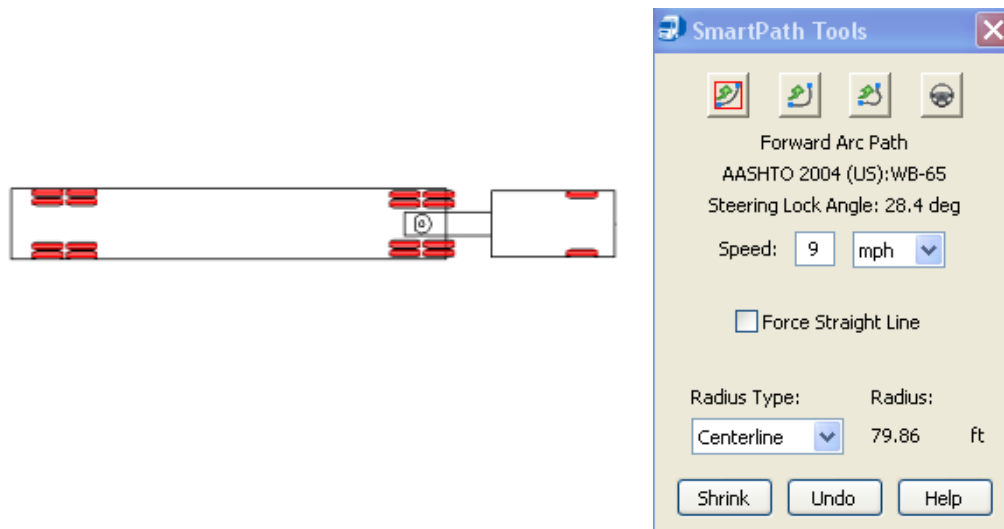 SmartPath Tools
Forward Arc Path
AASHTO 2004 (US):WB-65
Steering Lock Angle: 28.4 deg
Speed: 9 mph
Force Straight Line
Radius Type: Radius:
Centerline 79.86 ft
Shrink Undo Help